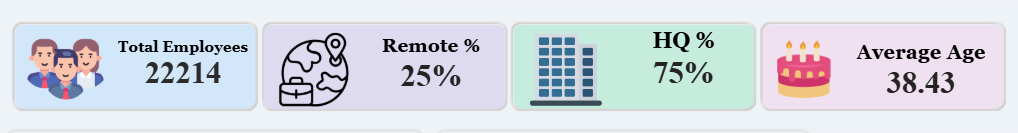 Total Employees
22214
Remote %
25%
HQ %
75%
Average Age
38.43